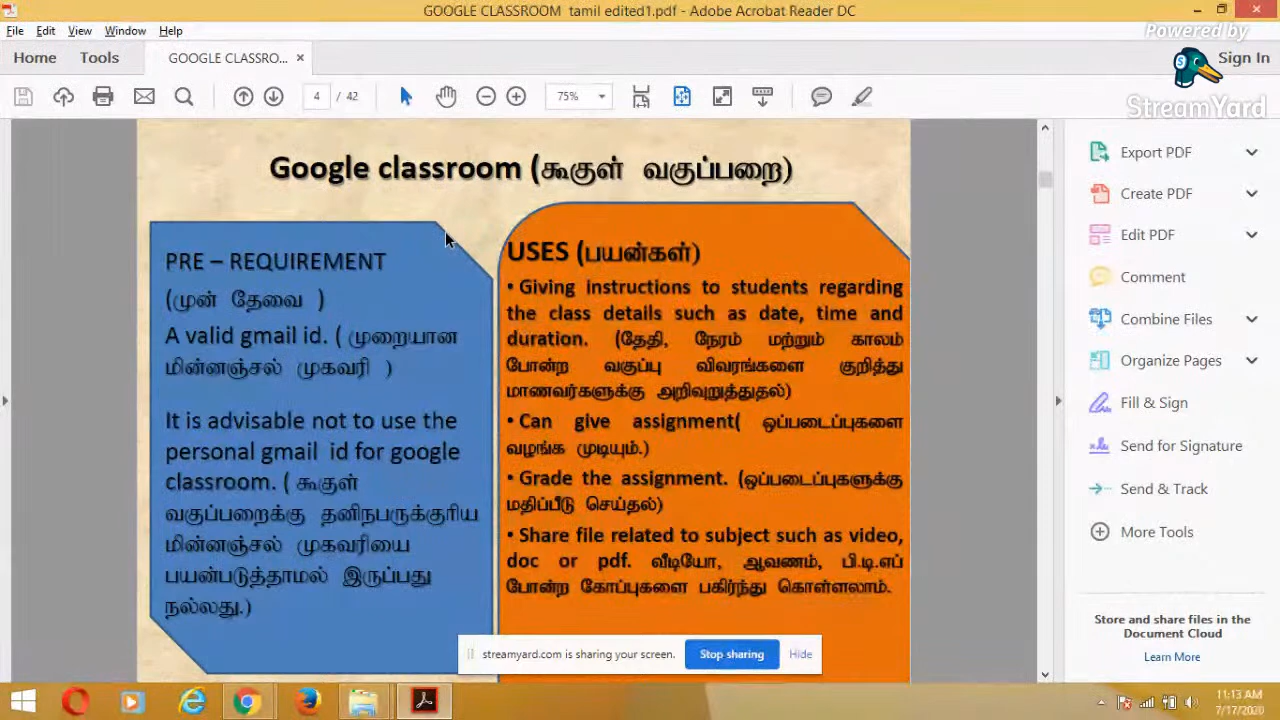 GOOGLE CLASSROOM tamil edited1.pdf - Adobe Acrobat Reader DC
File Edit View Window Help
Powered by
StreamYard
Home Tools GOOGLE CLASSRO... × Sign In
4 / 42 75%
Google classroom (கூகுள் வகுப்பறை)
PRE – REQUIREMENT
(முன் தேவை )
A valid gmail id. ( முறையான
மின்னஞ்சல் முகவரி )
It is advisable not to use the
personal gmail id for google
classroom. ( கூகுள்
வகுப்பறைக்கு தனிநபருக்குரிய
மின்னஞ்சல் முகவரியை
பயன்படுத்தாமல் இருப்பது
நல்லது.)
USES (பயன்கள்)
• Giving instructions to students regarding
the class details such as date, time and
duration. (தேதி, நேரம் மற்றும் காலம்
போன்ற வகுப்பு விவரங்களை குறித்து
மாணவர்களுக்கு அறிவுறுத்துதல்)
• Can give assignment( ஒப்படைப்புகளை
வழங்க முடியும்.)
• Grade the assignment. (ஒப்படைப்புகளுக்கு
மதிப்பீடு செய்தல்)
• Share file related to subject such as video,
doc or pdf. வீடியோ, ஆவணம், பி.டி.எப்
போன்ற கோப்புகளை பகிர்ந்து கொள்ளலாம்.
Export PDF
Create PDF
Edit PDF
Comment
Combine Files
Organize Pages
Fill & Sign
Send for Signature
Send & Track
More Tools
Store and share files in the
Document Cloud
Learn More
streamyard.com is sharing your screen. Stop sharing Hide
11:13 AM
7/17/2020